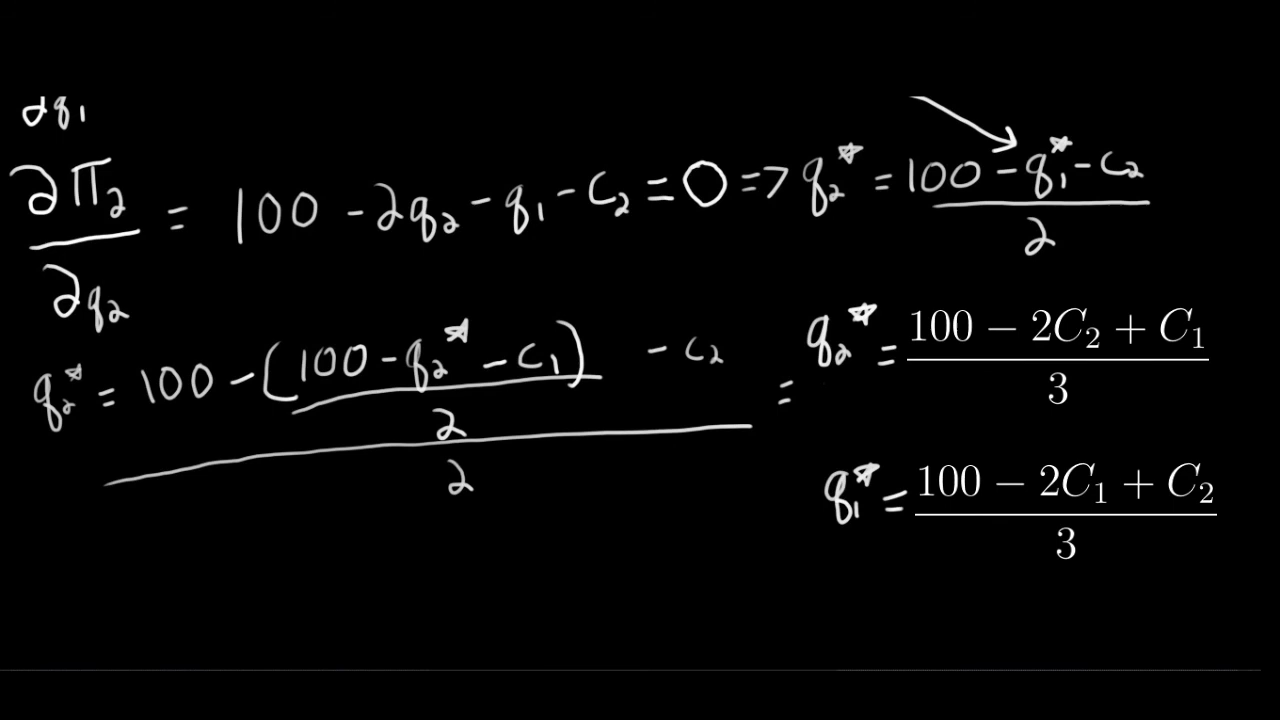 ∂q₁
∂Π₂/∂q₂ = 100 - 2q₂ - q₁ - c₂ = 0 => q₂* = (100 - q₁* - c₂)/2
q₂* = (100 - (100 - q₂* - c₁)/2 - c₂)/2 = q₂* = (100 - 2C₂ + C₁)/3
q₁* = (100 - 2C₁ + C₂)/3